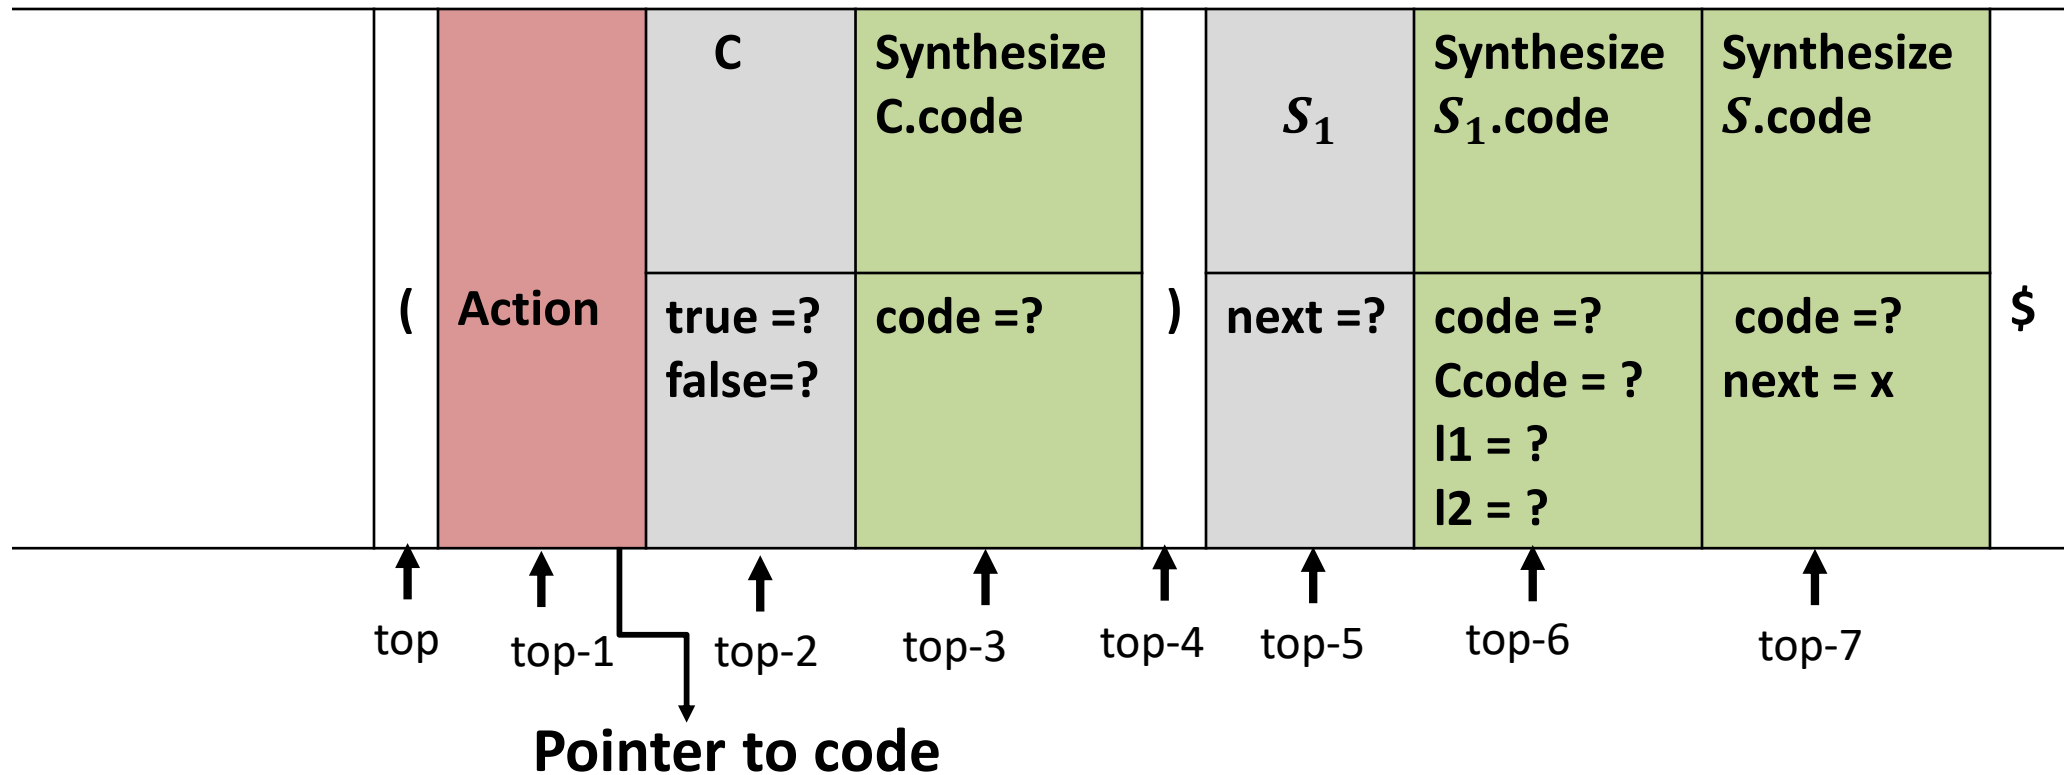 (
Action
C
true =?
false=?
Synthesize
C.code
code =?
)
S₁
next =?
Synthesize
S₁.code
code =?
Ccode = ?
l1 = ?
l2 = ?
Synthesize
S.code
code =?
next = x
$
top
top-1
top-2
top-3
top-4
top-5
top-6
top-7
Pointer to code